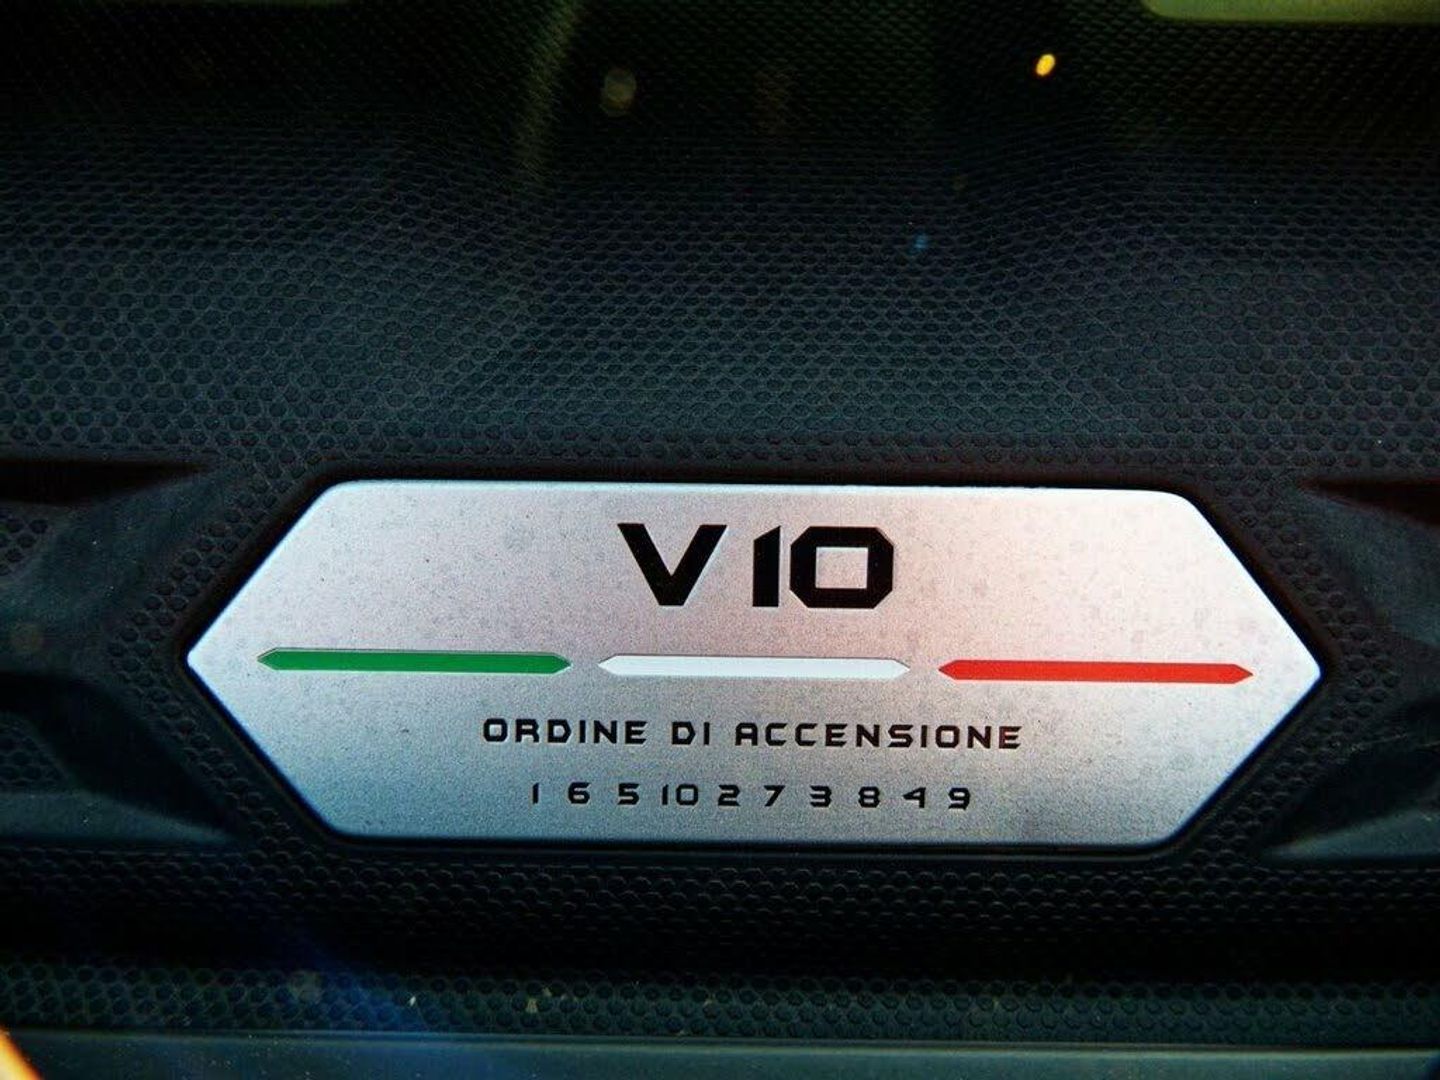 V10
ORDINE DI ACCENSIONE
1 6 5 10 2 7 3 8 4 9